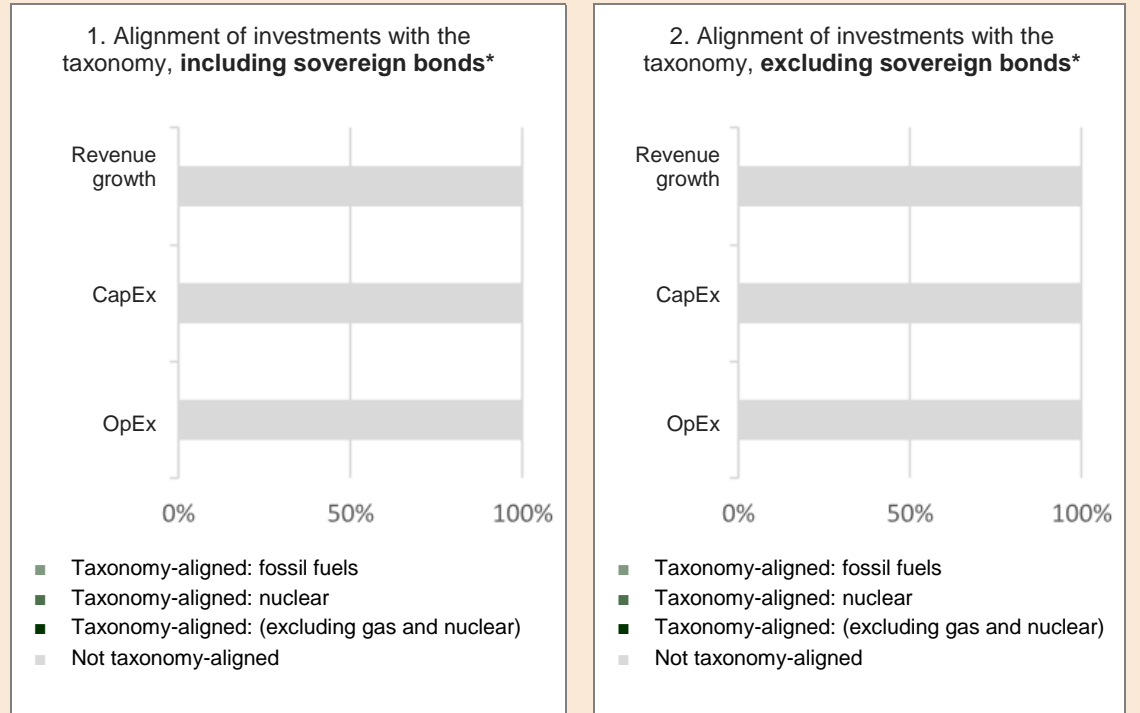 1. Alignment of investments with the
taxonomy, including sovereign bonds*
Revenue
growth
CapEx
OpEx
0% 50% 100%
Taxonomy-aligned: fossil fuels
Taxonomy-aligned: nuclear
Taxonomy-aligned: (excluding gas and nuclear)
Not taxonomy-aligned
2. Alignment of investments with the
taxonomy, excluding sovereign bonds*
Revenue
growth
CapEx
OpEx
0% 50% 100%
Taxonomy-aligned: fossil fuels
Taxonomy-aligned: nuclear
Taxonomy-aligned: (excluding gas and nuclear)
Not taxonomy-aligned